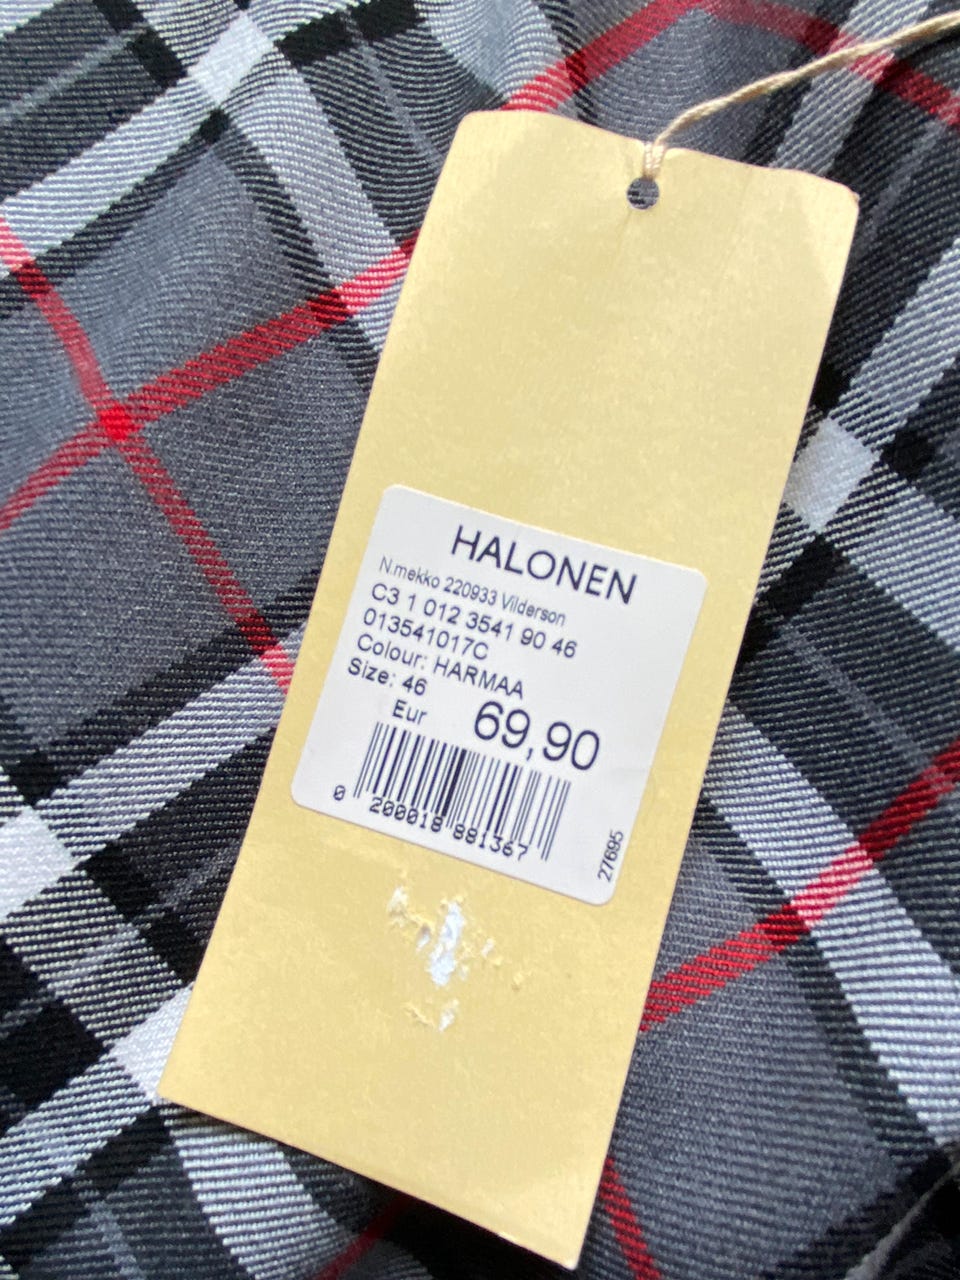 HALONEN
N.mekko 220933 Vilderson
C3 1 012 3541 90 46
013541017C
Colour: HARMAA
Size: 46
Eur 69,90
0 200018 881367
27695